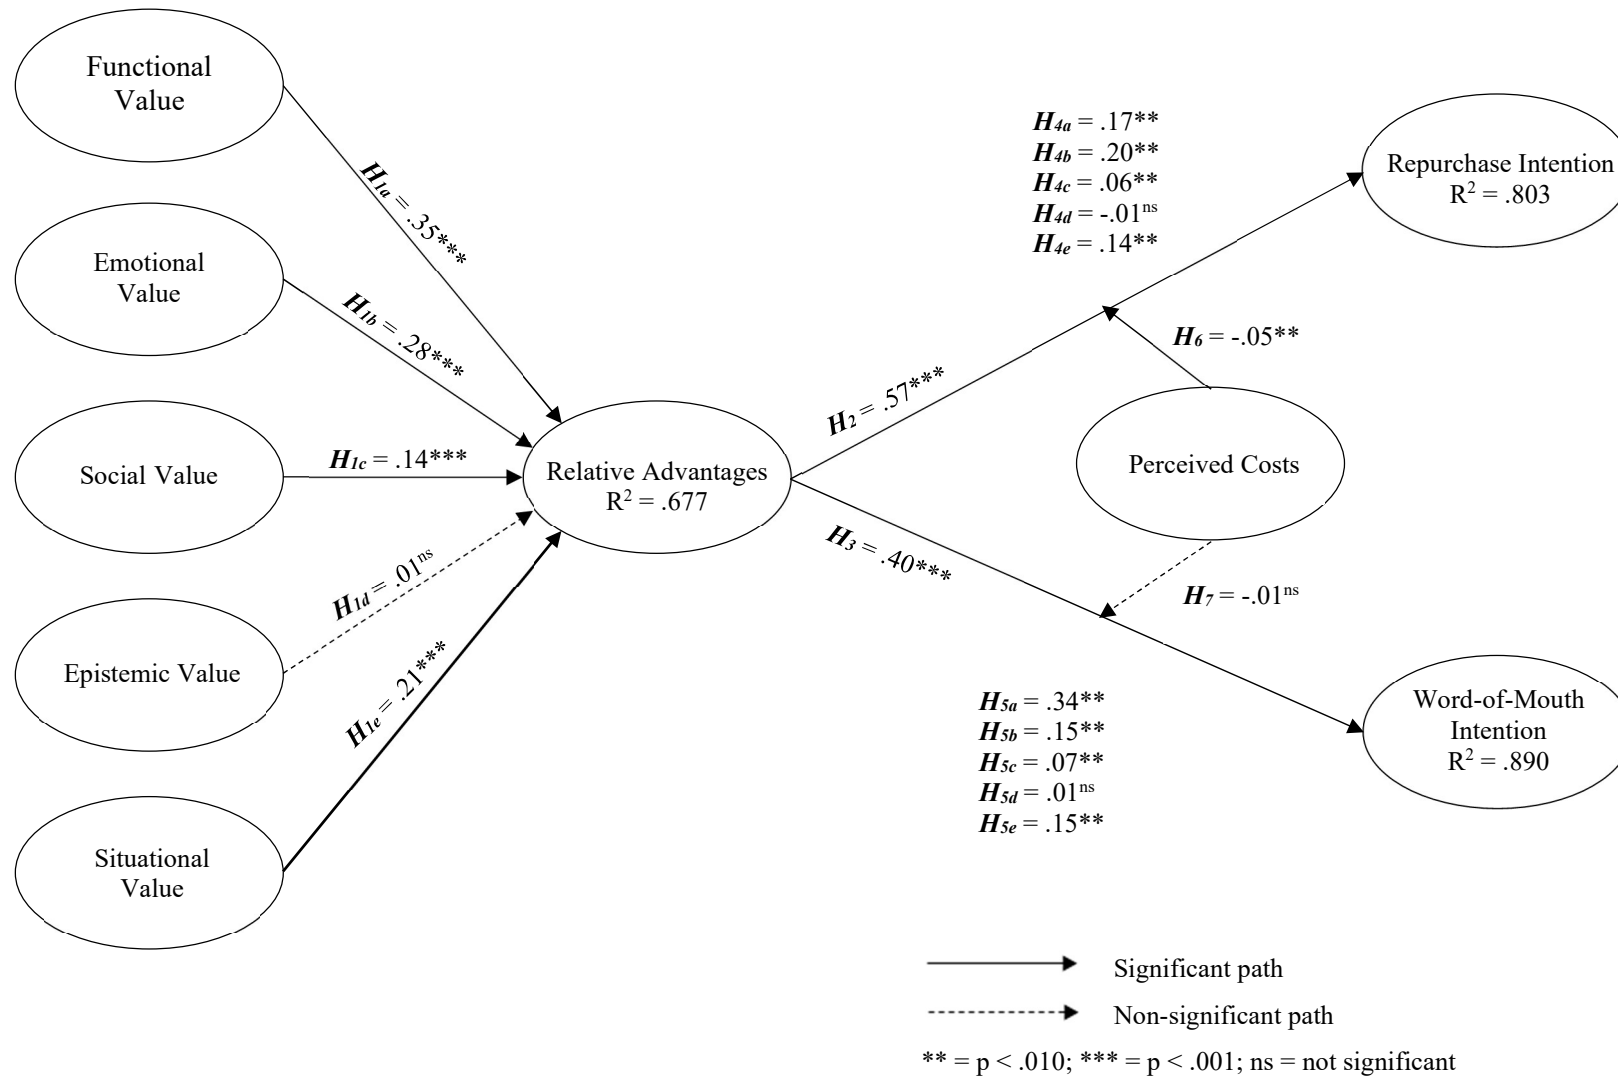 Functional
Value
H1a = .35***
Emotional
Value
H1b = .28***
Social Value
H1c = .14***
Epistemic Value
H1d = .01ns
Situational
Value
H1e = .21***
Relative Advantages
R2 = .677
H2 = .57***
H3 = .40***
H4a = .17**
H4b = .20**
H4c = .06**
H4d = -.01ns
H4e = .14**
Repurchase Intention
R2 = .803
H6 = -.05**
Perceived Costs
H7 = -.01ns
H5a = .34**
H5b = .15**
H5c = .07**
H5d = .01ns
H5e = .15**
Word-of-Mouth
Intention
R2 = .890
Significant path
Non-significant path
** = p < .010; *** = p < .001; ns = not significant